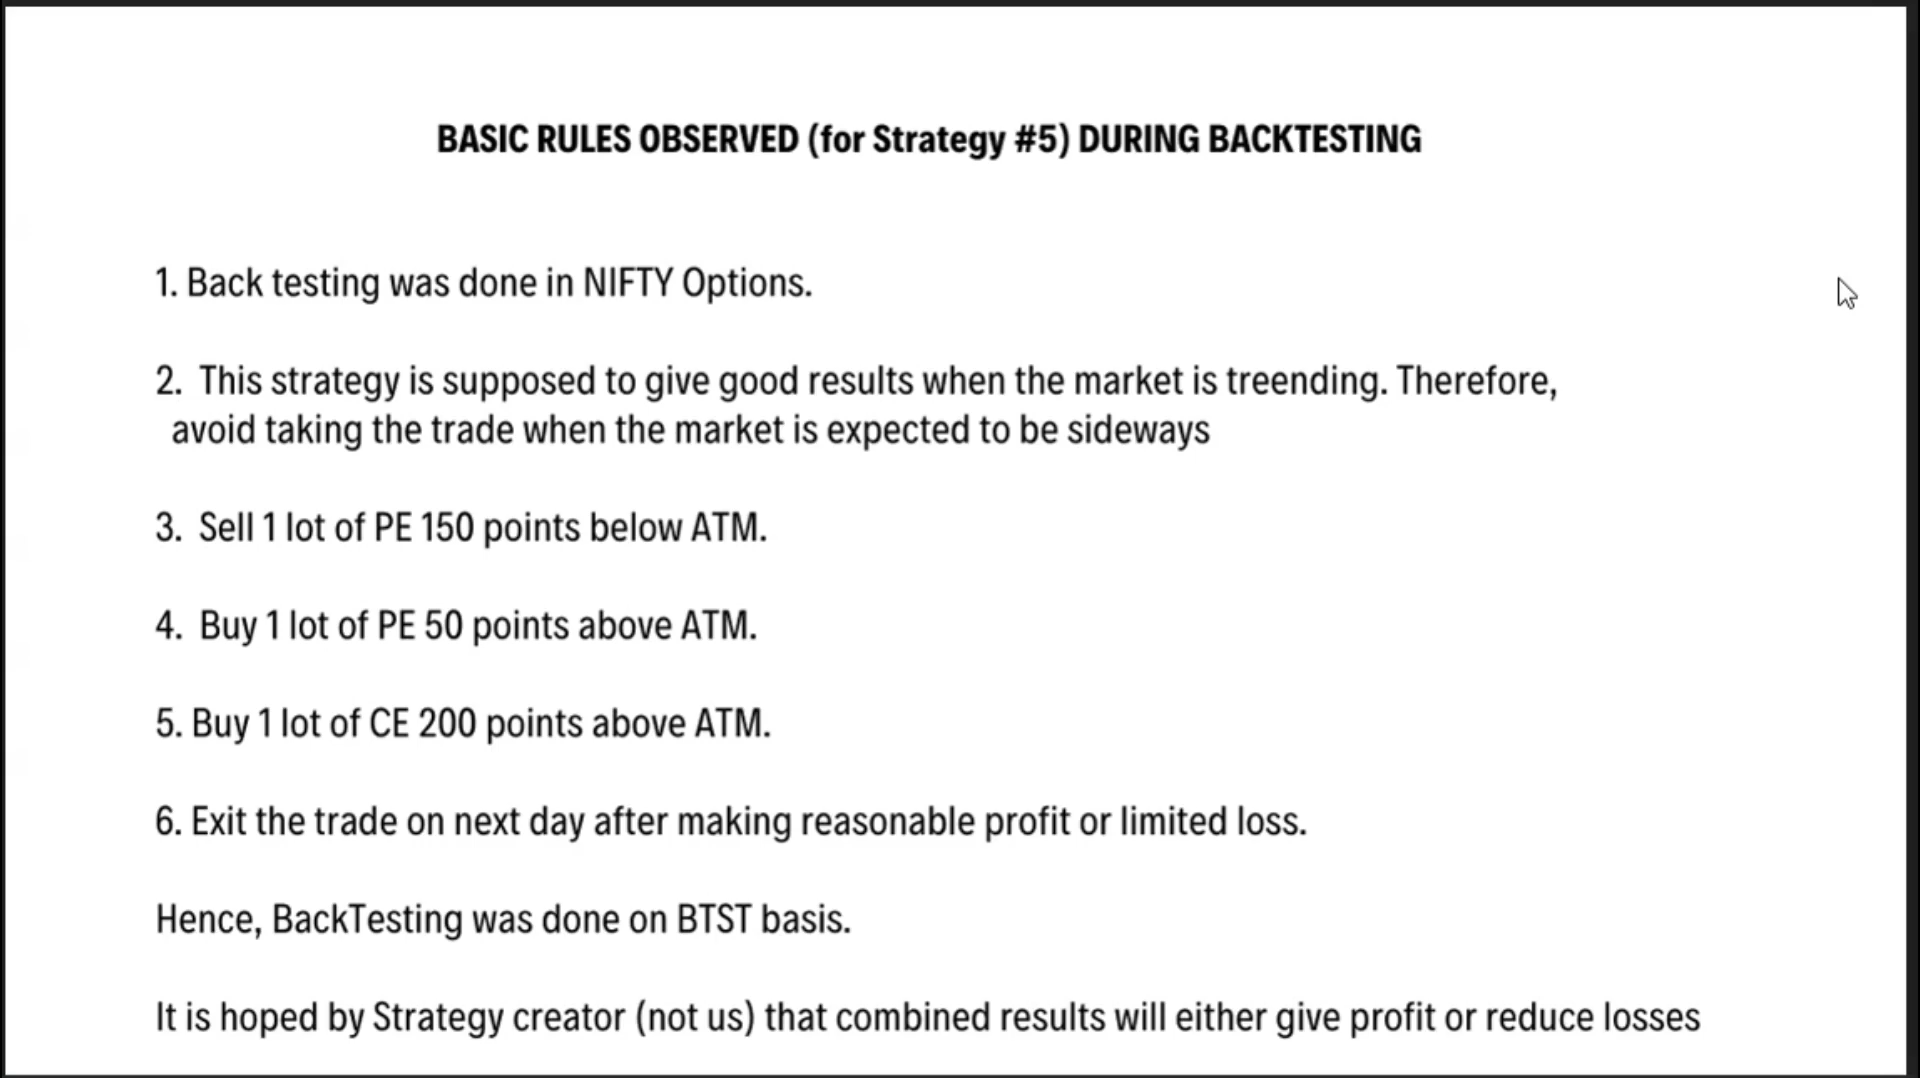 BASIC RULES OBSERVED (for Strategy #5) DURING BACKTESTING
1. Back testing was done in NIFTY Options.
2. This strategy is supposed to give good results when the market is treending. Therefore,
avoid taking the trade when the market is expected to be sideways
3. Sell 1 lot of PE 150 points below ATM.
4. Buy 1 lot of PE 50 points above ATM.
5. Buy 1 lot of CE 200 points above ATM.
6. Exit the trade on next day after making reasonable profit or limited loss.
Hence, BackTesting was done on BTST basis.
It is hoped by Strategy creator (not us) that combined results will either give profit or reduce losses